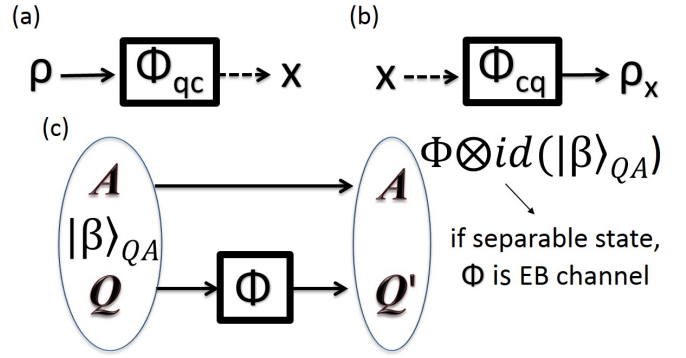 (a)
ρ Φqc x
(b)
x Φcq ρx
(c)
A
|β⟩QA
Q
Φ
A
Q'
Φ⊗id(|β⟩QA)
if separable state,
Φ is EB channel